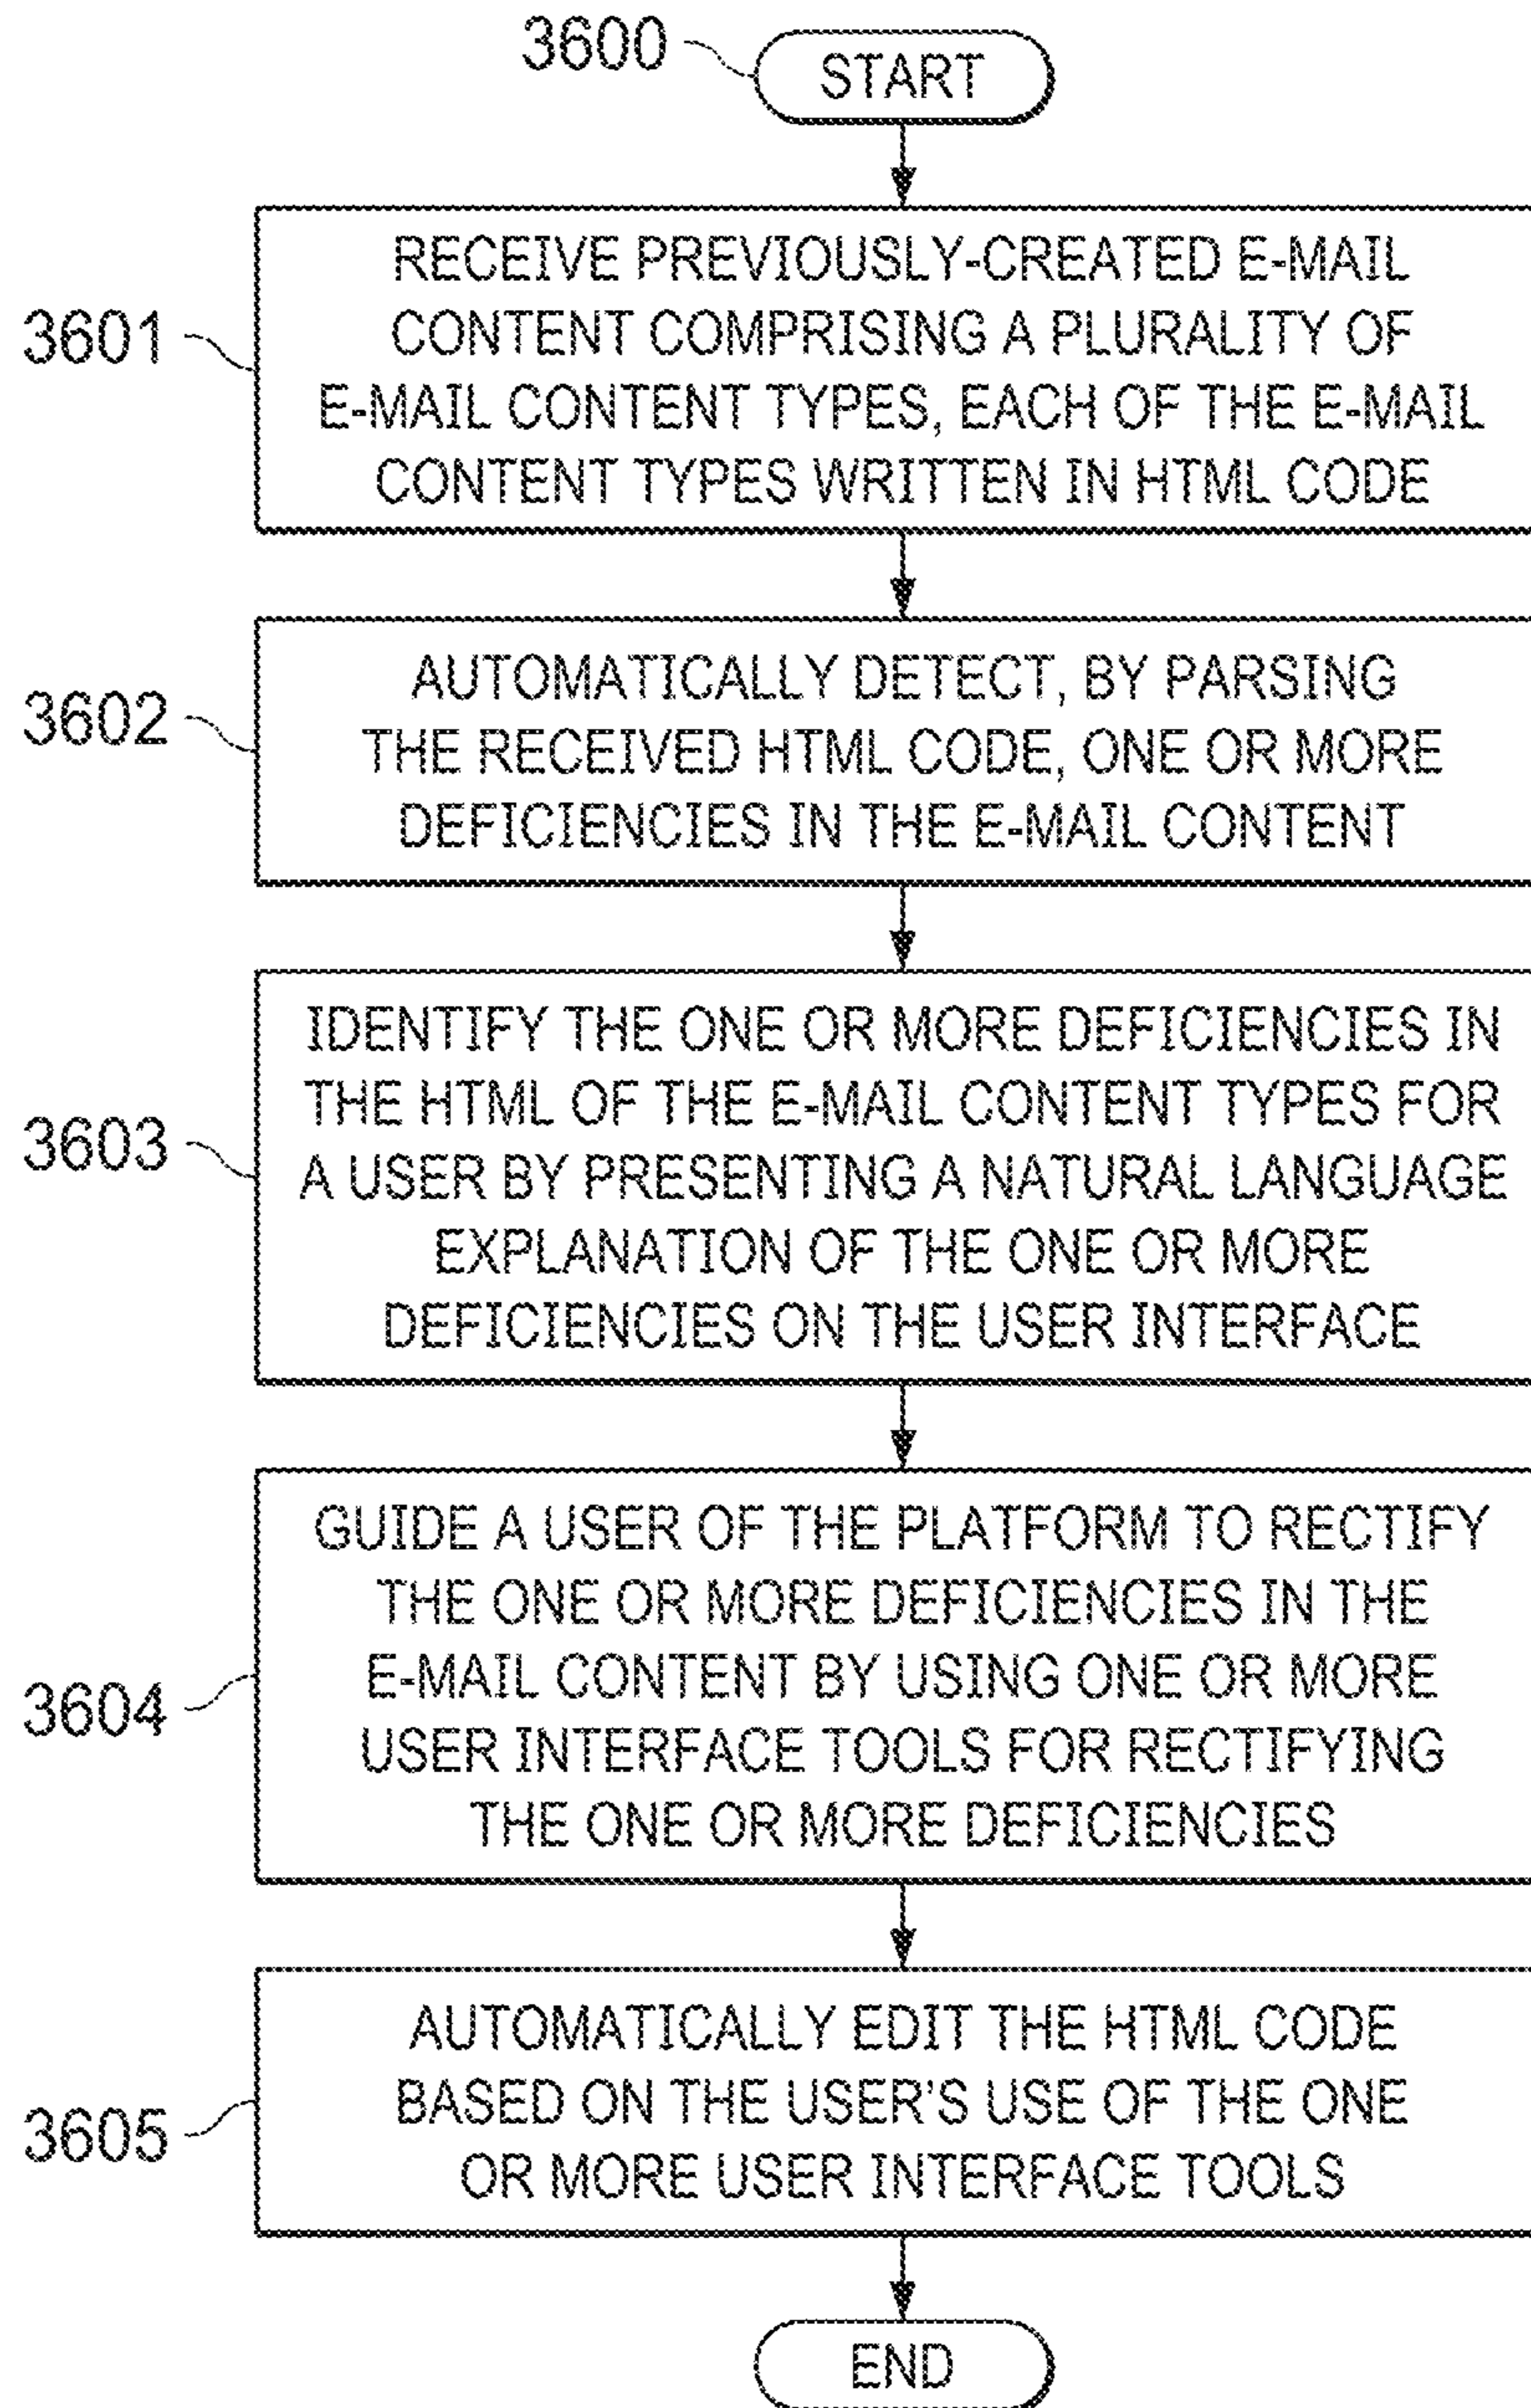 3600
START
3601
RECEIVE PREVIOUSLY-CREATED E-MAIL
CONTENT COMPRISING A PLURALITY OF
E-MAIL CONTENT TYPES, EACH OF THE E-MAIL
CONTENT TYPES WRITTEN IN HTML CODE
3602
AUTOMATICALLY DETECT, BY PARSING
THE RECEIVED HTML CODE, ONE OR MORE
DEFICIENCIES IN THE E-MAIL CONTENT
3603
IDENTIFY THE ONE OR MORE DEFICIENCIES IN
THE HTML OF THE E-MAIL CONTENT TYPES FOR
A USER BY PRESENTING A NATURAL LANGUAGE
EXPLANATION OF THE ONE OR MORE
DEFICIENCIES ON THE USER INTERFACE
3604
GUIDE A USER OF THE PLATFORM TO RECTIFY
THE ONE OR MORE DEFICIENCIES IN THE
E-MAIL CONTENT BY USING ONE OR MORE
USER INTERFACE TOOLS FOR RECTIFYING
THE ONE OR MORE DEFICIENCIES
3605
AUTOMATICALLY EDIT THE HTML CODE
BASED ON THE USER'S USE OF THE ONE
OR MORE USER INTERFACE TOOLS
END